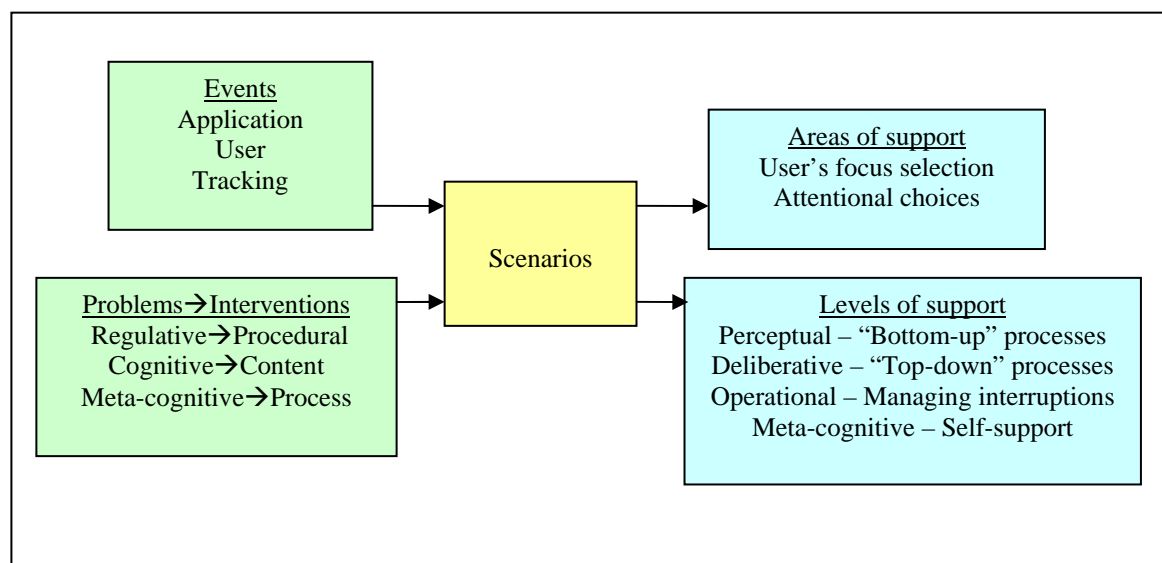 Events
Application
User
Tracking
Problems→Interventions
Regulative→Procedural
Cognitive→Content
Meta-cognitive→Process
Scenarios
Areas of support
User’s focus selection
Attentional choices
Levels of support
Perceptual – “Bottom-up” processes
Deliberative – “Top-down” processes
Operational – Managing interruptions
Meta-cognitive – Self-support